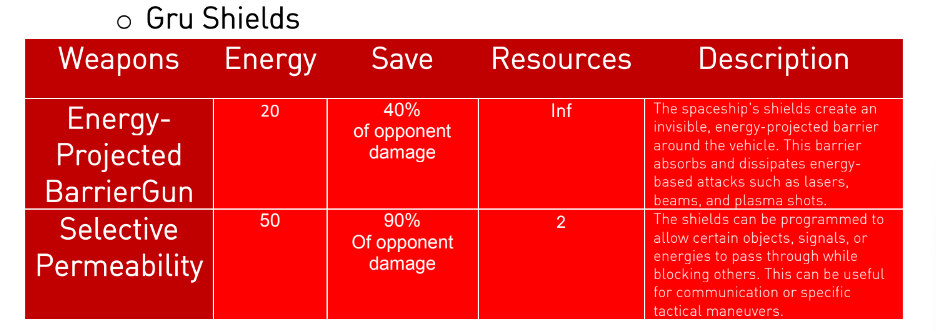 o Gru Shields
Weapons Energy Save Resources Description
Energy-
Projected
BarrierGun
20
40%
of opponent
damage
Inf
The spaceship's shields create an
invisible, energy-projected barrier
around the vehicle. This barrier
absorbs and dissipates energy-
based attacks such as lasers,
beams, and plasma shots.
Selective
Permeability
50
90%
Of opponent
damage
2
The shields can be programmed to
allow certain objects, signals, or
energies to pass through while
blocking others. This can be useful
for communication or specific
tactical maneuvers.